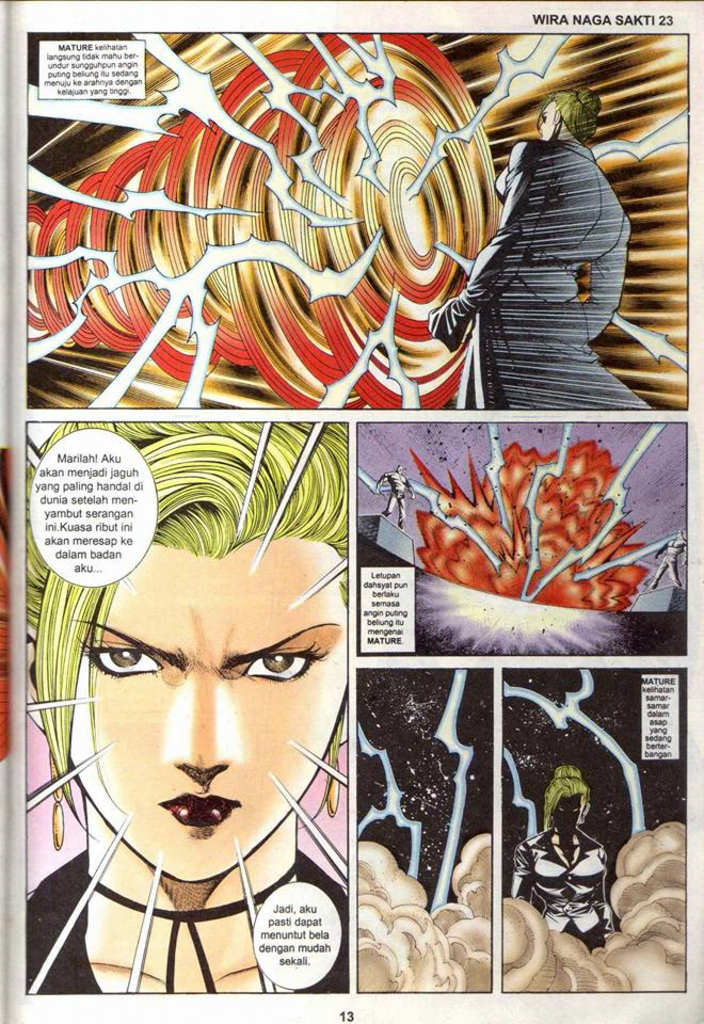 WIRA NAGA SAKTI 23
MATURE kelihatan
langsung tidak mahu ber-
undur sungguhpun angin
puting beliung itu sedang
menuju ke arahnya dengan
kelajuan yang tinggi.
Marilah! Aku
akan menjadi jaguh
yang paling handal di
dunia setelah men-
yambut serangan
ini.Kuasa ribut ini
akan meresap ke
dalam badan
aku...
Jadi, aku
pasti dapat
menuntut bela
dengan mudah
sekali.
Letupan
dahsyat pun
berlaku
semasa
angin puting
beliung itu
mengenai
MATURE.
MATURE
kelihatan
samar-
samar
dalam
asap
yang
sedang
berter-
bangan
13